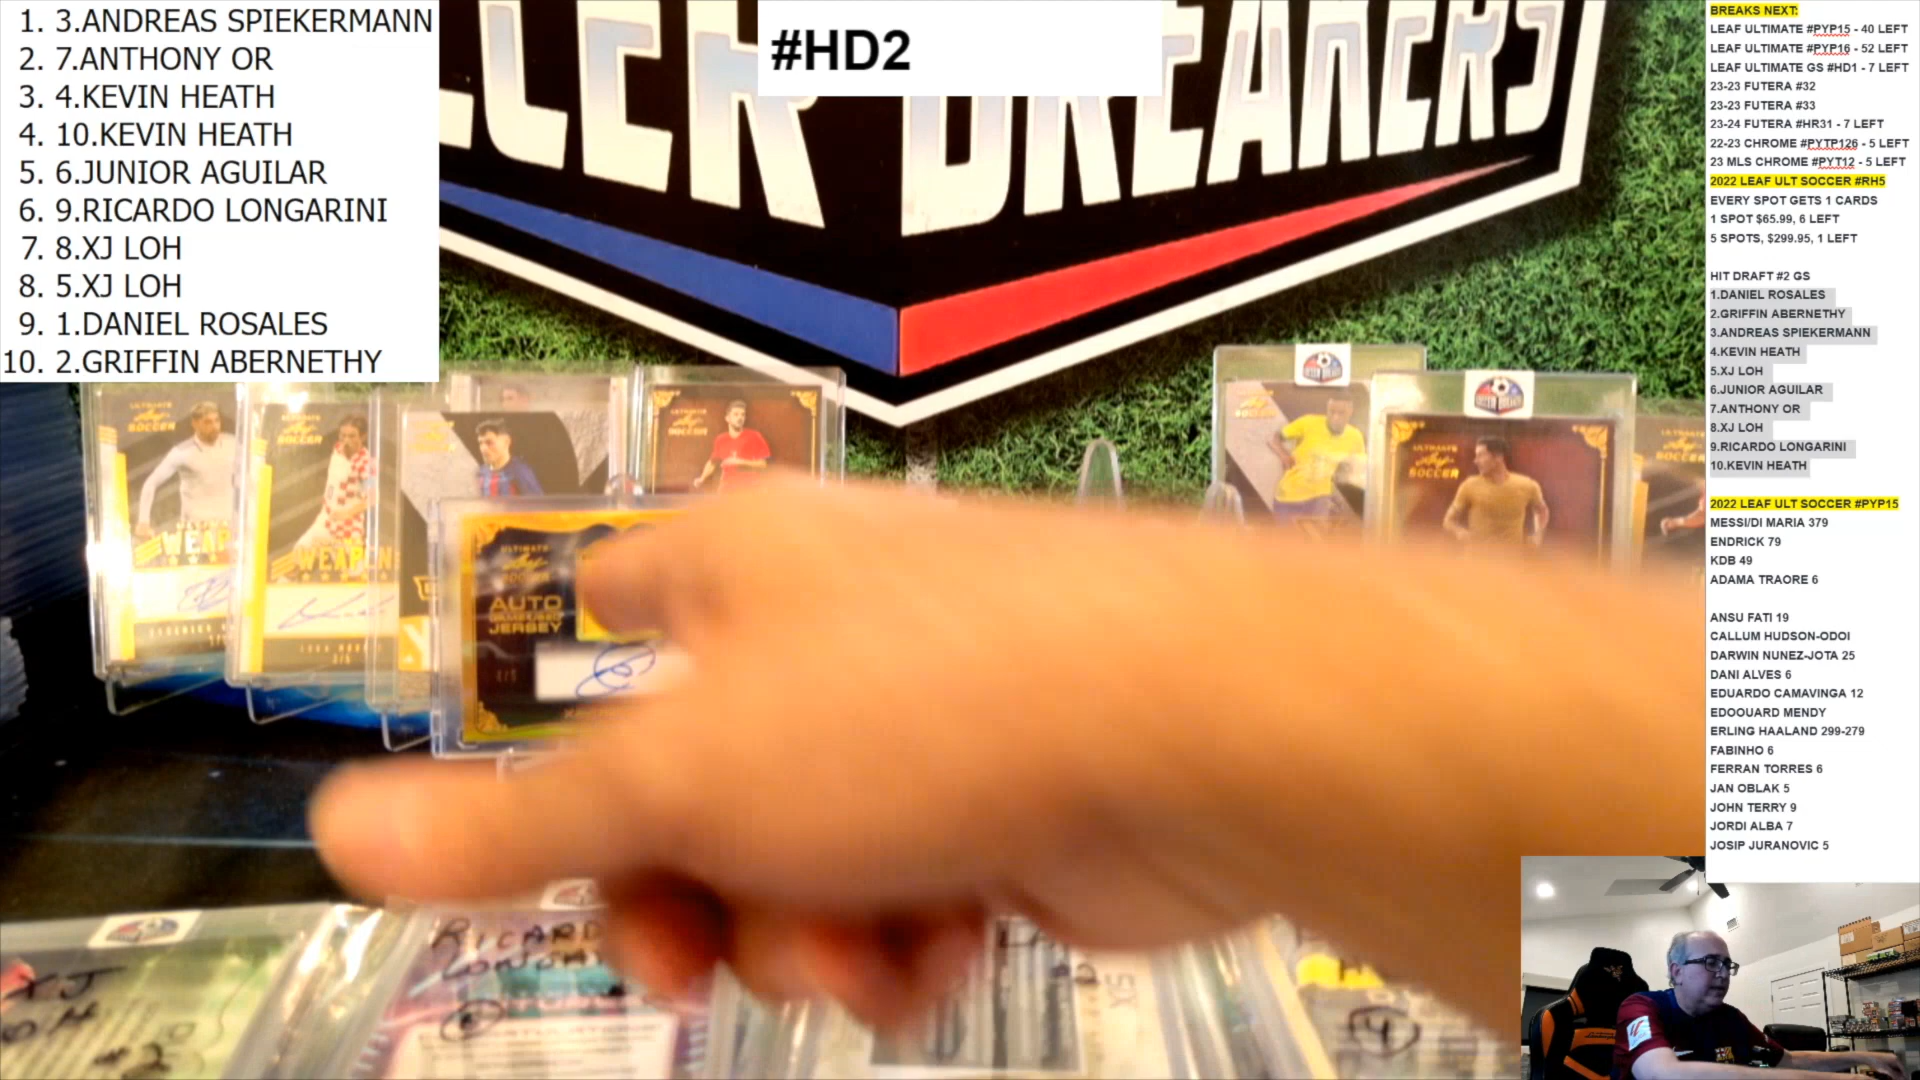 1. 3.ANDREAS SPIEKERMANN
2. 7.ANTHONY OR
3. 4.KEVIN HEATH
4. 10.KEVIN HEATH
5. 6.JUNIOR AGUILAR
6. 9.RICARDO LONGARINI
7. 8.XJ LOH
8. 5.XJ LOH
9. 1.DANIEL ROSALES
10. 2.GRIFFIN ABERNETHY
#HD2
BREAKERS
BREAKS NEXT:
LEAF ULTIMATE #PYP15 - 40 LEFT
LEAF ULTIMATE #PYP16 - 52 LEFT
LEAF ULTIMATE GS #HD1 - 7 LEFT
23-23 FUTERA #32
23-23 FUTERA #33
23-24 FUTERA #HR31 - 7 LEFT
22-23 CHROME #PYTP126 - 5 LEFT
23 MLS CHROME #PYT12 - 5 LEFT
2022 LEAF ULT SOCCER #RH5
EVERY SPOT GETS 1 CARDS
1 SPOT $65.99, 6 LEFT
5 SPOTS, $299.95, 1 LEFT
HIT DRAFT #2 GS
1.DANIEL ROSALES
2.GRIFFIN ABERNETHY
3.ANDREAS SPIEKERMANN
4.KEVIN HEATH
5.XJ LOH
6.JUNIOR AGUILAR
7.ANTHONY OR
8.XJ LOH
9.RICARDO LONGARINI
10.KEVIN HEATH
2022 LEAF ULT SOCCER #PYP15
MESSI/DI MARIA 379
ENDRICK 79
KDB 49
ADAMA TRAORE 6
ANSU FATI 19
CALLUM HUDSON-ODOI
DARWIN NUNEZ-JOTA 25
DANI ALVES 6
EDUARDO CAMAVINGA 12
EDOOUARD MENDY
ERLING HAALAND 299-279
FABINHO 6
FERRAN TORRES 6
JAN OBLAK 5
JOHN TERRY 9
JORDI ALBA 7
JOSIP JURANOVIC 5
SOCCER
SOCCER
SOCCER
SOCCER
WEAP
WEAPON
AUTO
JERSEY
XJ
RICARD
#2
4